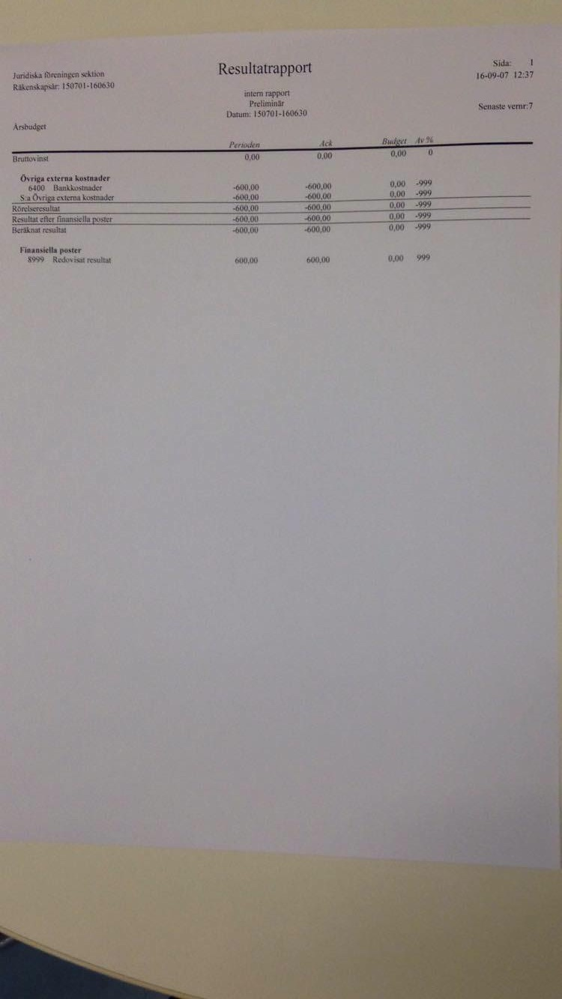 Juridiska föreningen sektion
Räkenskapsår: 150701-160630
Resultatrapport
intern rapport
Preliminär
Datum: 150701-160630
Sida: 1
16-09-07 12:37
Senaste vernr:7
Årsbudget
Perioden Ack Budget Av %
Bruttovinst 0,00 0,00 0,00 0
Övriga externa kostnader
6400 Bankkostnader -600,00 -600,00 0,00 -999
S:a Övriga externa kostnader -600,00 -600,00 0,00 -999
Rörelseresultat -600,00 -600,00 0,00 -999
Resultat efter finansiella poster -600,00 -600,00 0,00 -999
Beräknat resultat -600,00 -600,00 0,00 -999
Finansiella poster
8999 Redovisat resultat 600,00 600,00 0,00 999